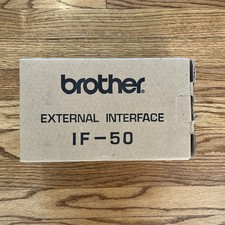 brother
EXTERNAL INTERFACE
IF-50